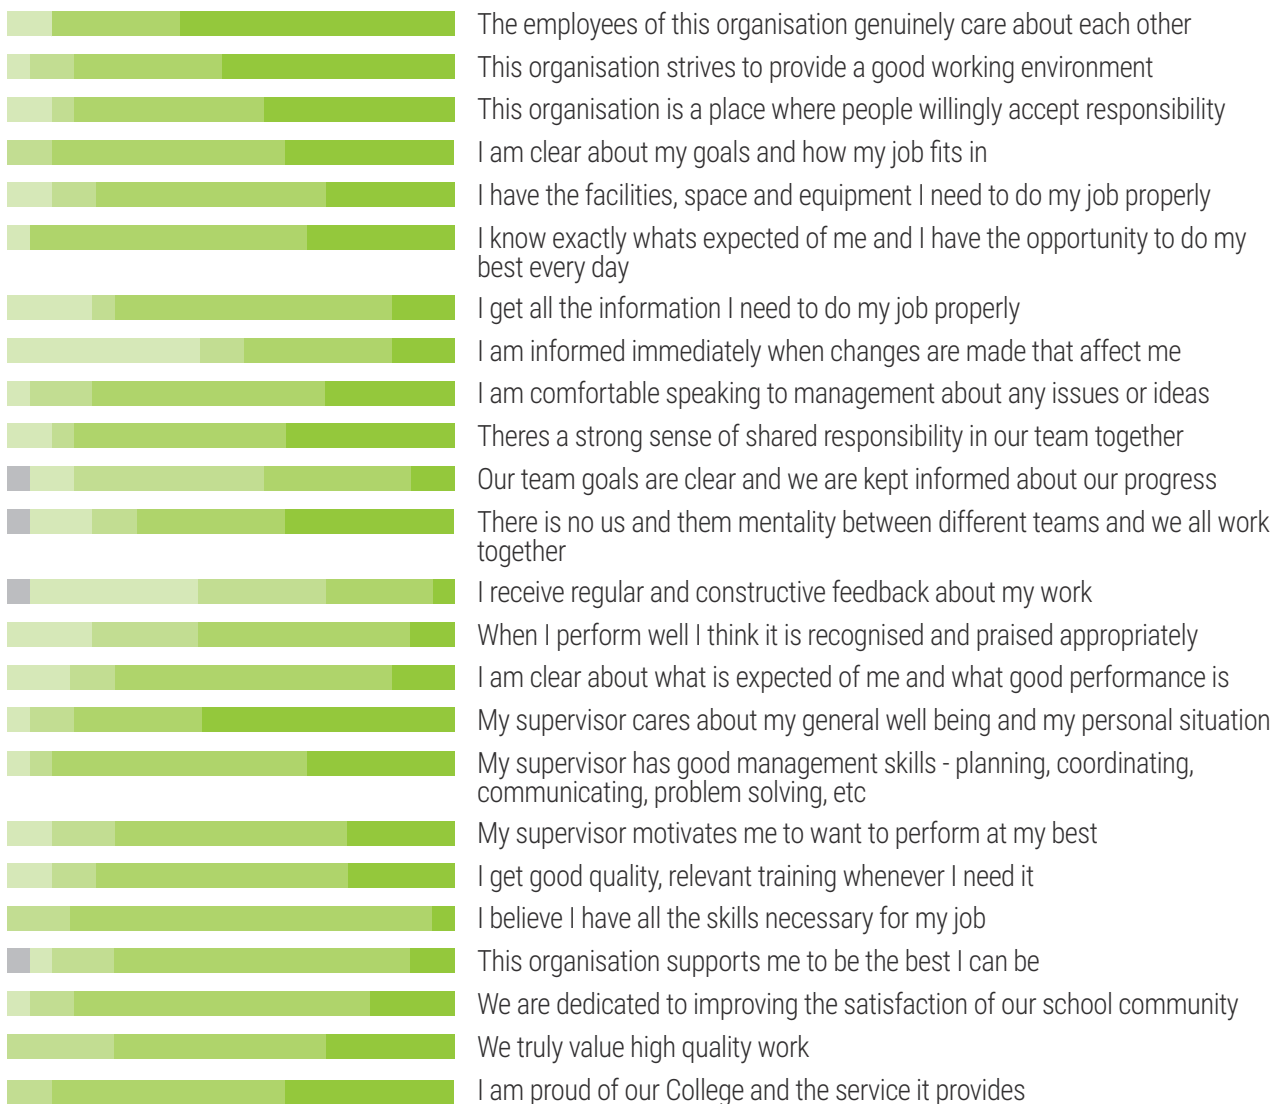 The employees of this organisation genuinely care about each other
This organisation strives to provide a good working environment
This organisation is a place where people willingly accept responsibility
I am clear about my goals and how my job fits in
I have the facilities, space and equipment I need to do my job properly
I know exactly whats expected of me and I have the opportunity to do my
best every day
I get all the information I need to do my job properly
I am informed immediately when changes are made that affect me
I am comfortable speaking to management about any issues or ideas
Theres a strong sense of shared responsibility in our team together
Our team goals are clear and we are kept informed about our progress
There is no us and them mentality between different teams and we all work
together
I receive regular and constructive feedback about my work
When I perform well I think it is recognised and praised appropriately
I am clear about what is expected of me and what good performance is
My supervisor cares about my general well being and my personal situation
My supervisor has good management skills - planning, coordinating,
communicating, problem solving, etc
My supervisor motivates me to want to perform at my best
I get good quality, relevant training whenever I need it
I believe I have all the skills necessary for my job
This organisation supports me to be the best I can be
We are dedicated to improving the satisfaction of our school community
We truly value high quality work
I am proud of our College and the service it provides